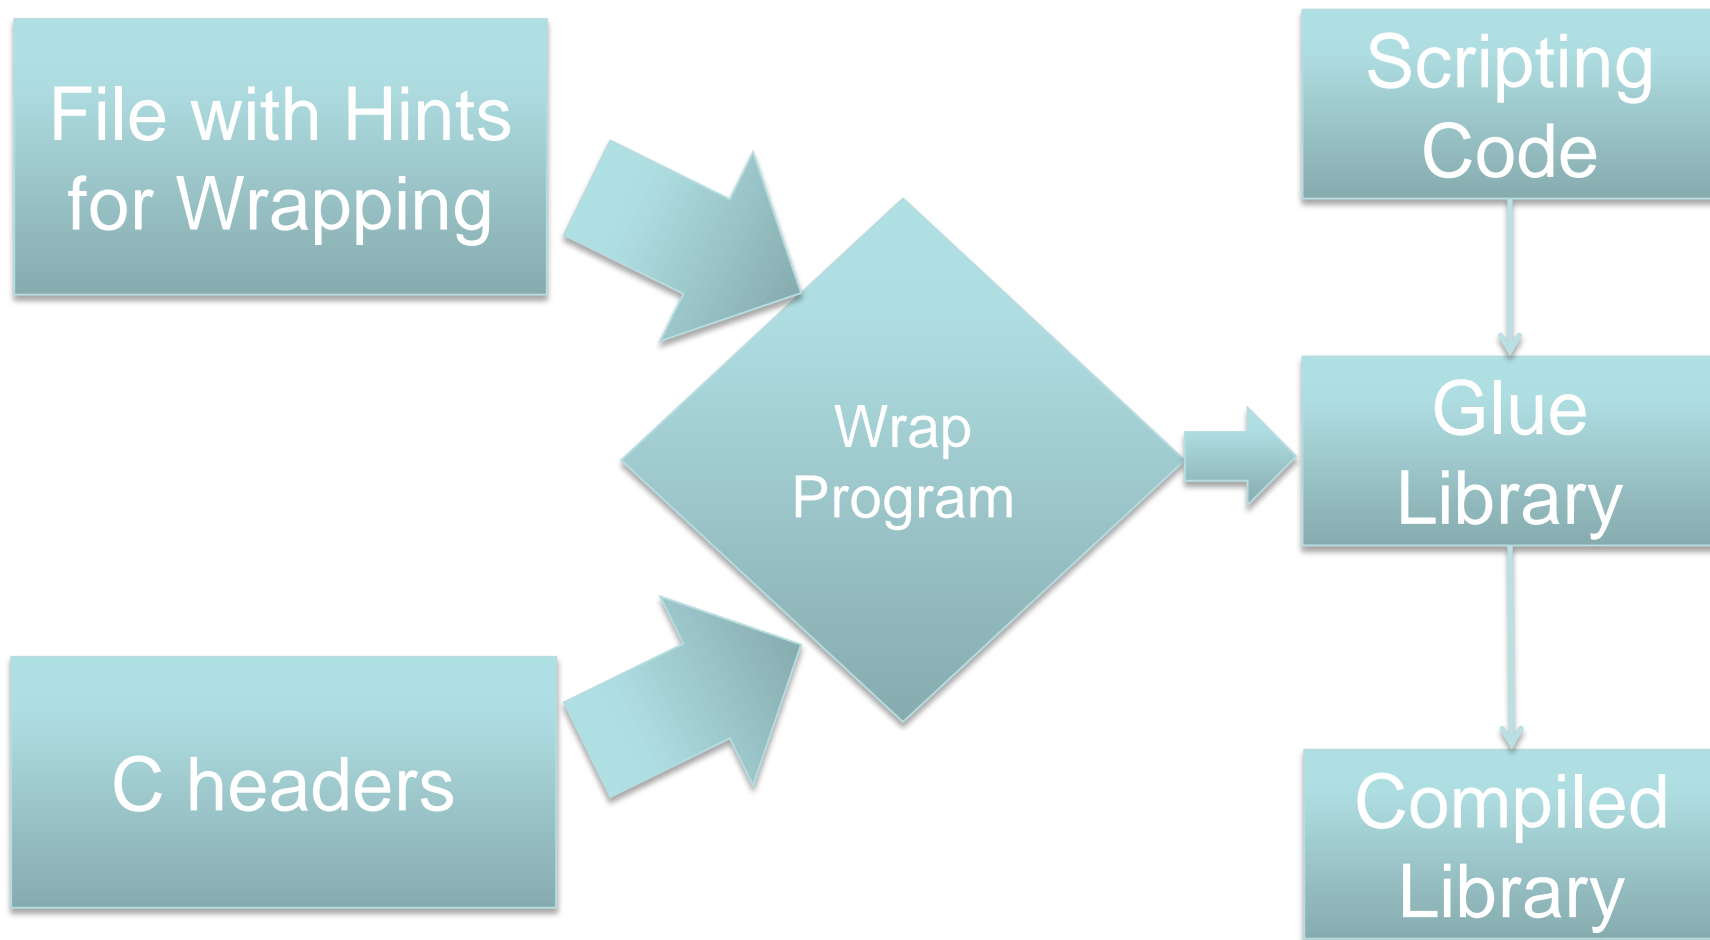 File with Hints
for Wrapping
C headers
Wrap
Program
Scripting
Code
Glue
Library
Compiled
Library